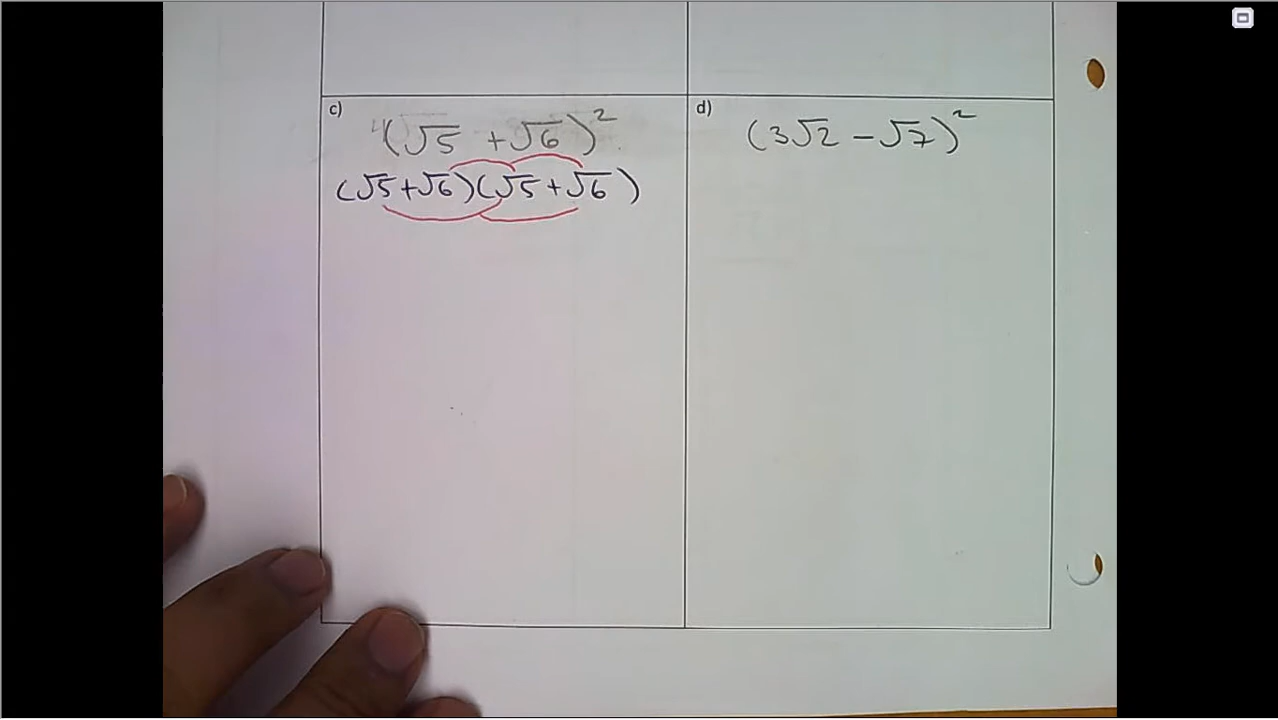 c)
(√5 + √6)²
(√5+√6)(√5+√6)
d)
(3√2 − √7)²